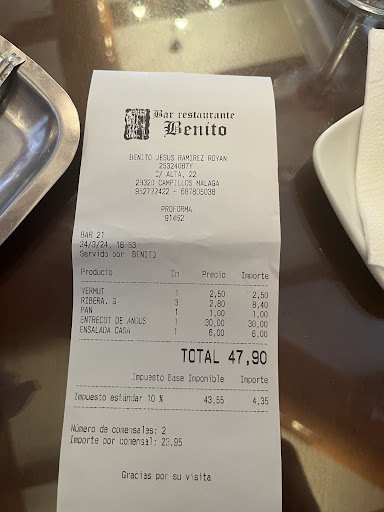 Bar restaurante
Benito
BENITO JESUS RAMIREZ ROYAN
25324087Y
C/ ALTA, 22
29320 CAMPILLOS MALAGA
952722422 - 687835038
PROFORMA
91462
BAR 21
24/3/24, 16:53
Servido por BENITO
Producto Cn Precio Importe
VERMUT 1 2,50 2,50
RIBERA. G 3 2,80 8,40
PAN 1 1,00 1,00
ENTRECOT DE ANGUS 1 30,00 30,00
ENSALADA CASA 1 6,00 6,00
TOTAL 47,90
Impuesto Base Imponible Importe
Impuesto estándar 10 % 43,55 4,35
Número de comensales: 2
Importe por comensal: 23,95
Gracias por su visita